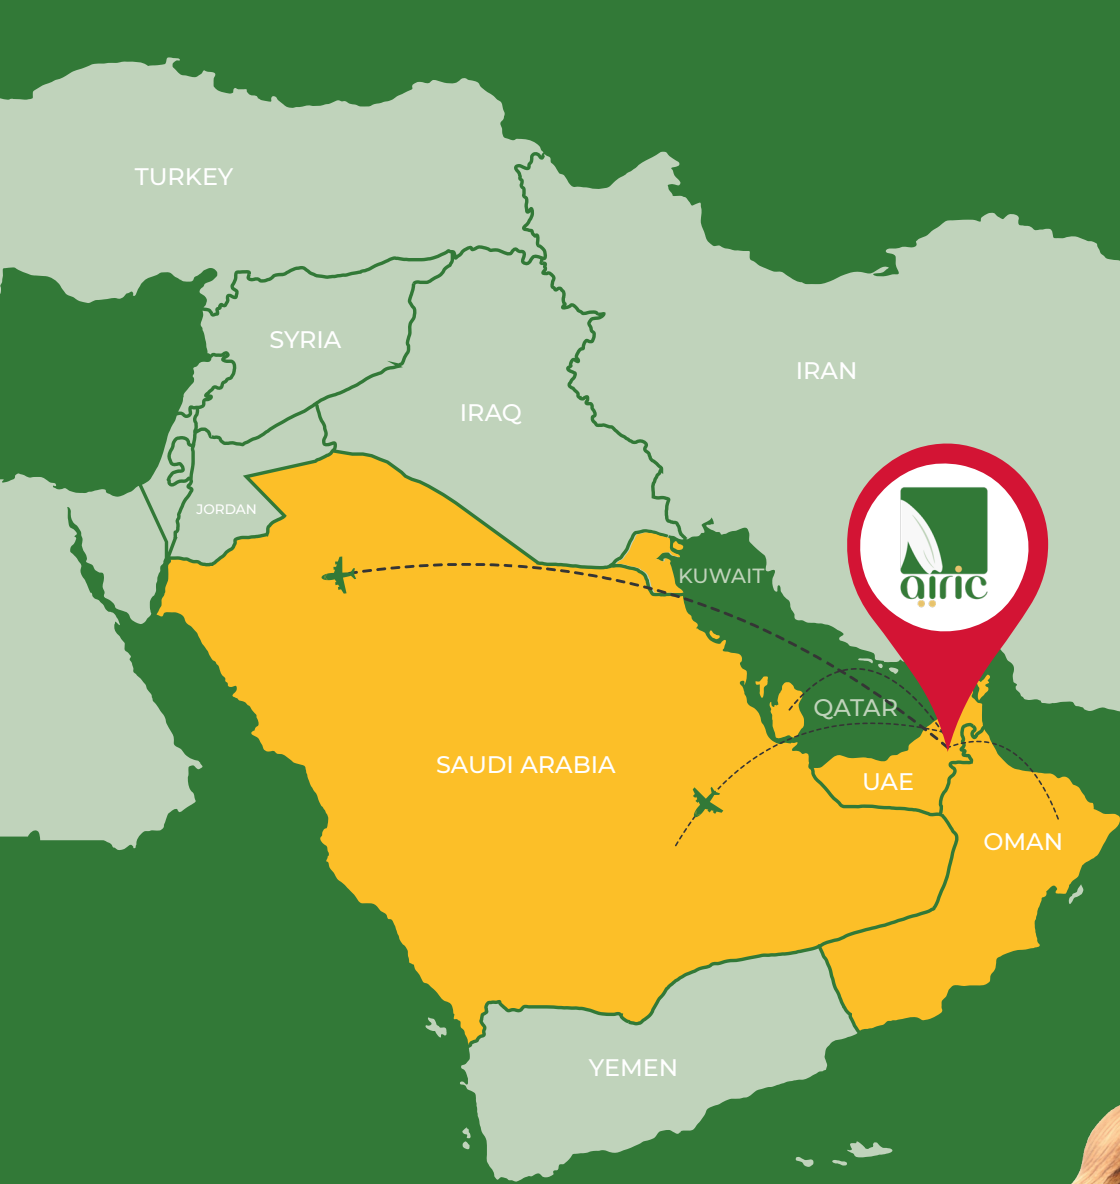 TURKEY
SYRIA
IRAN
IRAQ
JORDAN
KUWAIT
QATAR
SAUDI ARABIA
UAE
OMAN
YEMEN
airic